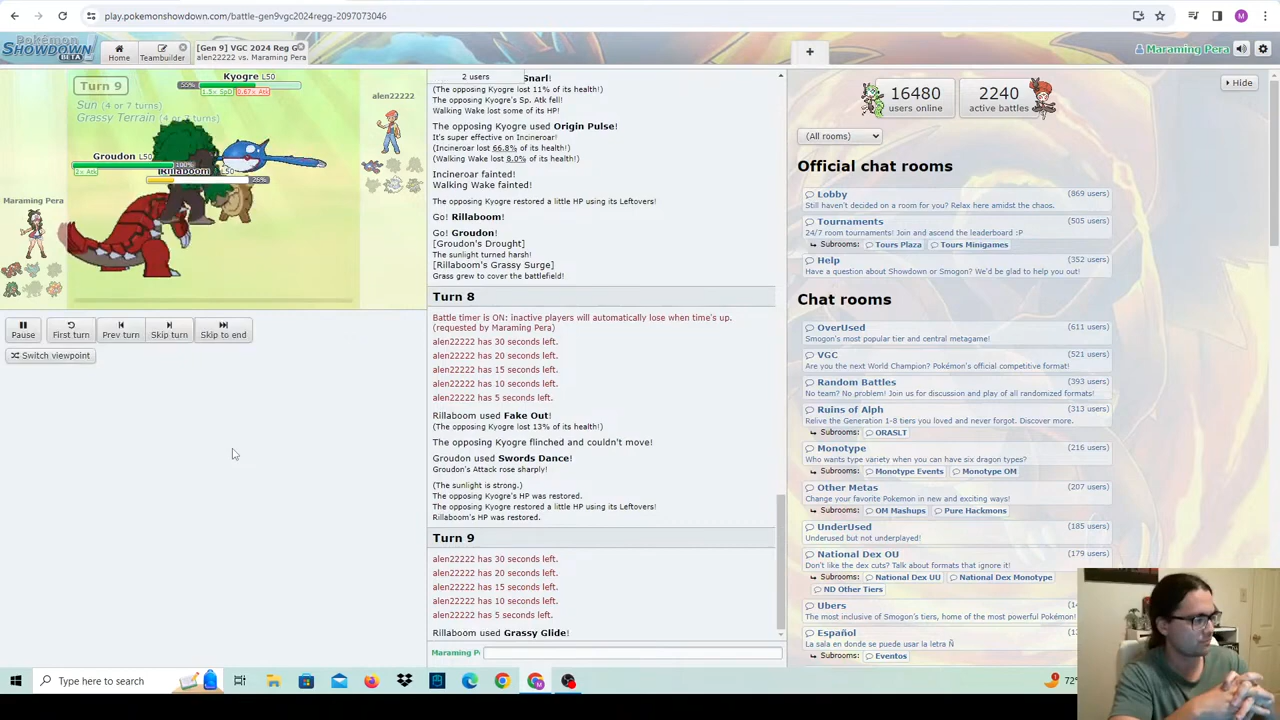 play.pokemonshowdown.com/battle-gen9vgc2024regg-2097073046
Pokémon
Showdown
BETA
Home
Teambuilder
[Gen 9] VGC 2024 Reg G
alen22222 vs. Maraming Pera
Maraming Pera
Turn 9
Sun (4 or 7 turns)
Grassy Terrain (4 or 7 turns)
Kyogre L50
55%
1.5× SpD 0.67× Atk
alen22222
Groudon L50
100%
2× Atk
Rillaboom L50
26%
Maraming Pera
Pause
First turn
Prev turn
Skip turn
Skip to end
Switch viewpoint
2 users
Snarl!
(The opposing Kyogre lost 11% of its health!)
The opposing Kyogre's Sp. Atk fell!
Walking Wake lost some of its HP!
The opposing Kyogre used Origin Pulse!
It's super effective on Incineroar!
(Incineroar lost 66.8% of its health!)
(Walking Wake lost 8.0% of its health!)
Incineroar fainted!
Walking Wake fainted!
The opposing Kyogre restored a little HP using its Leftovers!
Go! Rillaboom!
Go! Groudon!
[Groudon's Drought]
The sunlight turned harsh!
[Rillaboom's Grassy Surge]
Grass grew to cover the battlefield!
Turn 8
Battle timer is ON: inactive players will automatically lose when time's up.
(requested by Maraming Pera)
alen22222 has 30 seconds left.
alen22222 has 20 seconds left.
alen22222 has 15 seconds left.
alen22222 has 10 seconds left.
alen22222 has 5 seconds left.
Rillaboom used Fake Out!
(The opposing Kyogre lost 13% of its health!)
The opposing Kyogre flinched and couldn't move!
Groudon used Swords Dance!
Groudon's Attack rose sharply!
(The sunlight is strong.)
The opposing Kyogre's HP was restored.
The opposing Kyogre restored a little HP using its Leftovers!
Rillaboom's HP was restored.
Turn 9
alen22222 has 30 seconds left.
alen22222 has 20 seconds left.
alen22222 has 15 seconds left.
alen22222 has 10 seconds left.
alen22222 has 5 seconds left.
Rillaboom used Grassy Glide!
Maraming P
Hide
16480
users online
2240
active battles
(All rooms)
Official chat rooms
Lobby
(869 users)
Still haven't decided on a room for you? Relax here amidst the chaos.
Tournaments
(505 users)
24/7 room tournaments! Join and ascend the leaderboard :P
Subrooms: Tours Plaza Tours Minigames
Help
(352 users)
Have a question about Showdown or Smogon? We'd be glad to help you out!
Chat rooms
OverUsed
(611 users)
Smogon's most popular tier and central metagame!
VGC
(521 users)
Are you the next World Champion? Pokémon's official competitive format!
Random Battles
(393 users)
No team? No problem! Join us for discussion and play of all randomized formats!
Ruins of Alph
(313 users)
Relive the Generation 1-8 tiers you loved and never forgot. Discover more.
Subrooms: ORASLT
Monotype
(216 users)
Who wants type variety when you can have six dragon types?
Subrooms: Monotype Events Monotype OM
Other Metas
(207 users)
Change your favorite Pokemon in new and exciting ways!
Subrooms: OM Mashups Pure Hackmons
UnderUsed
(185 users)
Underused but not underplayed!
National Dex OU
(179 users)
Don't like the dex cuts? Talk about formats that ignore it!
Subrooms: National Dex UU National Dex Monotype
ND Other Tiers
Ubers
The most inclusive of Smogon's tiers, home of the most powerful Pokémon!
Español
La sala en donde se puede usar la letra Ñ
Subrooms: Eventos
Type here to search
72°